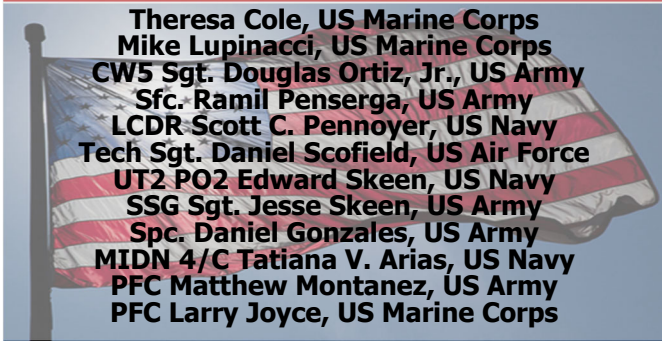 Theresa Cole, US Marine Corps
Mike Lupinacci, US Marine Corps
CW5 Sgt. Douglas Ortiz, Jr., US Army
Sfc. Ramil Penserga, US Army
LCDR Scott C. Pennoyer, US Navy
Tech Sgt. Daniel Scofield, US Air Force
UT2 PO2 Edward Skeen, US Navy
SSG Sgt. Jesse Skeen, US Army
Spc. Daniel Gonzales, US Army
MIDN 4/C Tatiana V. Arias, US Navy
PFC Matthew Montanez, US Army
PFC Larry Joyce, US Marine Corps